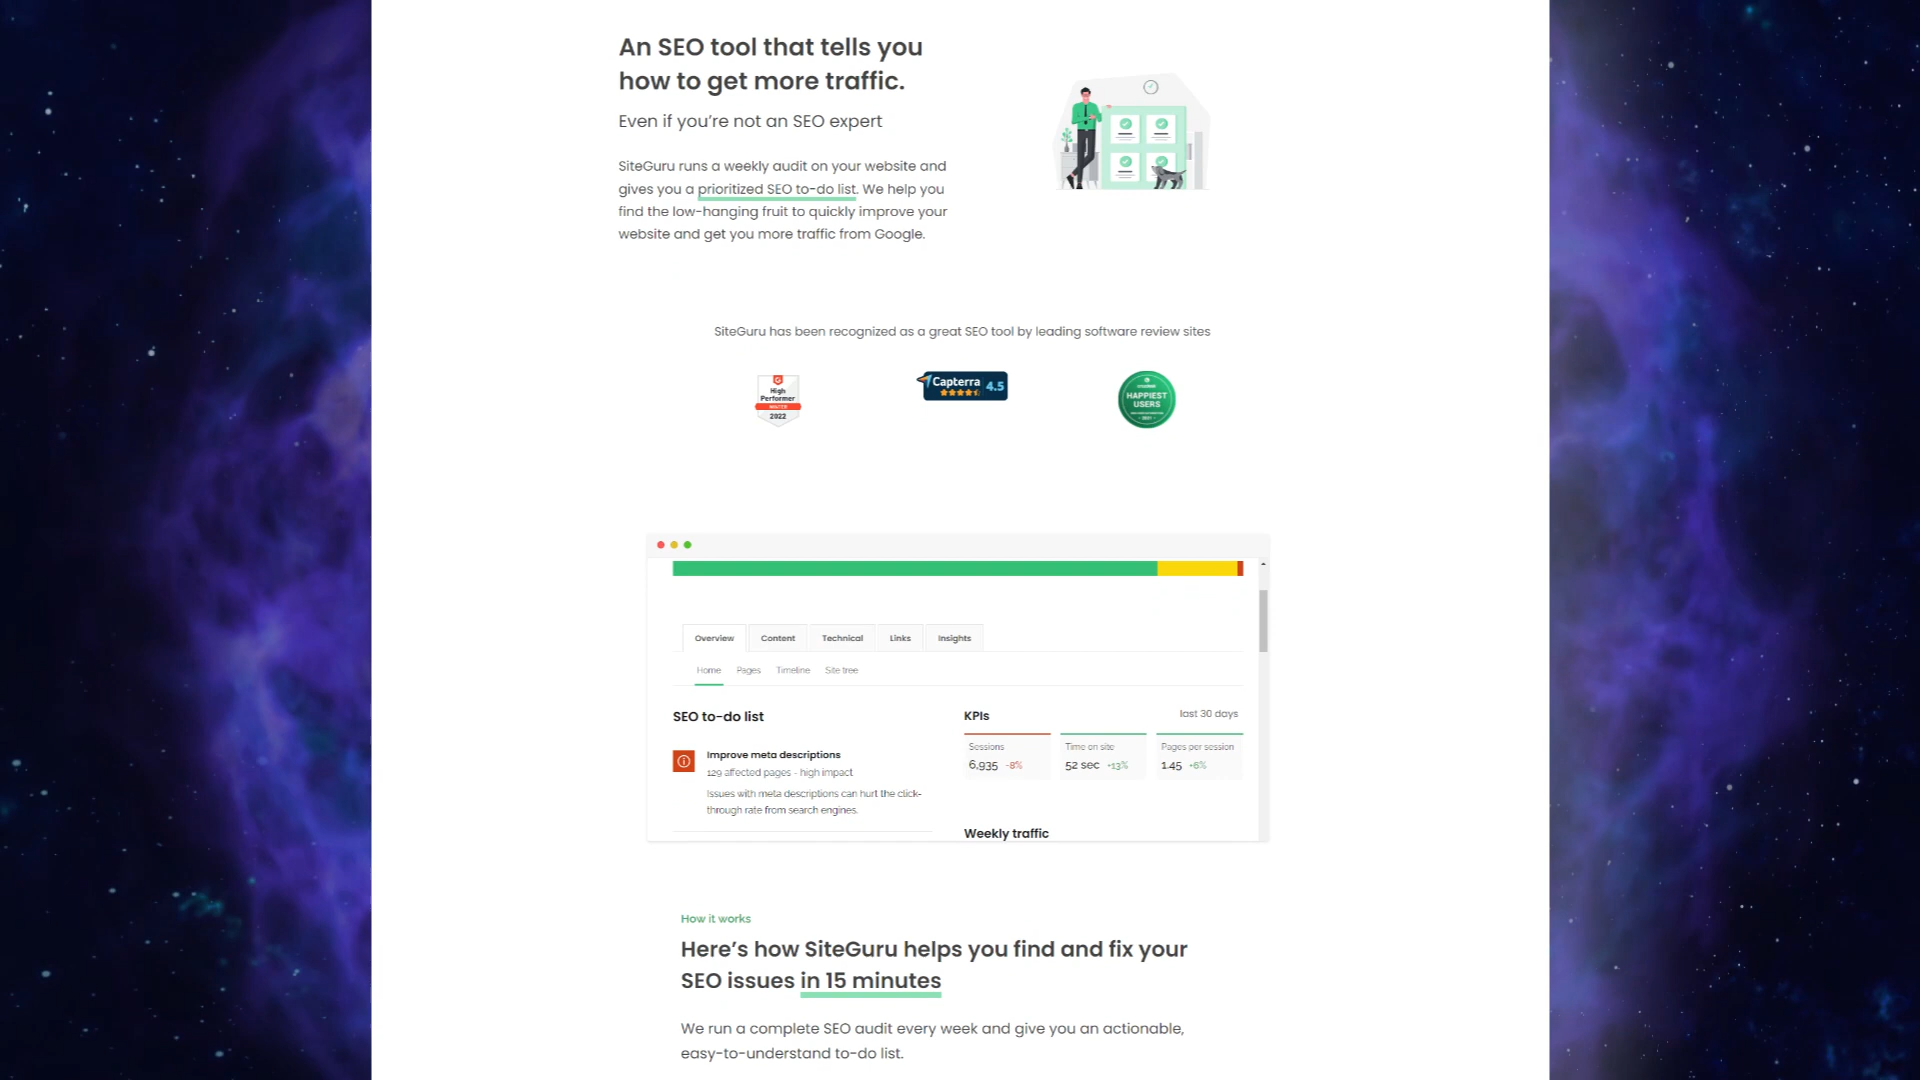 An SEO tool that tells you
how to get more traffic.
Even if you're not an SEO expert
SiteGuru runs a weekly audit on your website and
gives you a prioritized SEO to-do list. We help you
find the low-hanging fruit to quickly improve your
website and get you more traffic from Google.
SiteGuru has been recognized as a great SEO tool by leading software review sites
High
Performer
WINTER
2022
Capterra 4.5
HAPPIEST
USERS
Overview
Content
Technical
Links
Insights
Home
Pages
Timeline
Site tree
SEO to-do list
Improve meta descriptions
129 affected pages - high impact
Issues with meta descriptions can hurt the click-
through rate from search engines.
KPIs
last 30 days
Sessions
6,935 -8%
Time on site
52 sec +13%
Pages per session
1.45 +6%
Weekly traffic
How it works
Here's how SiteGuru helps you find and fix your
SEO issues in 15 minutes
We run a complete SEO audit every week and give you an actionable,
easy-to-understand to-do list.